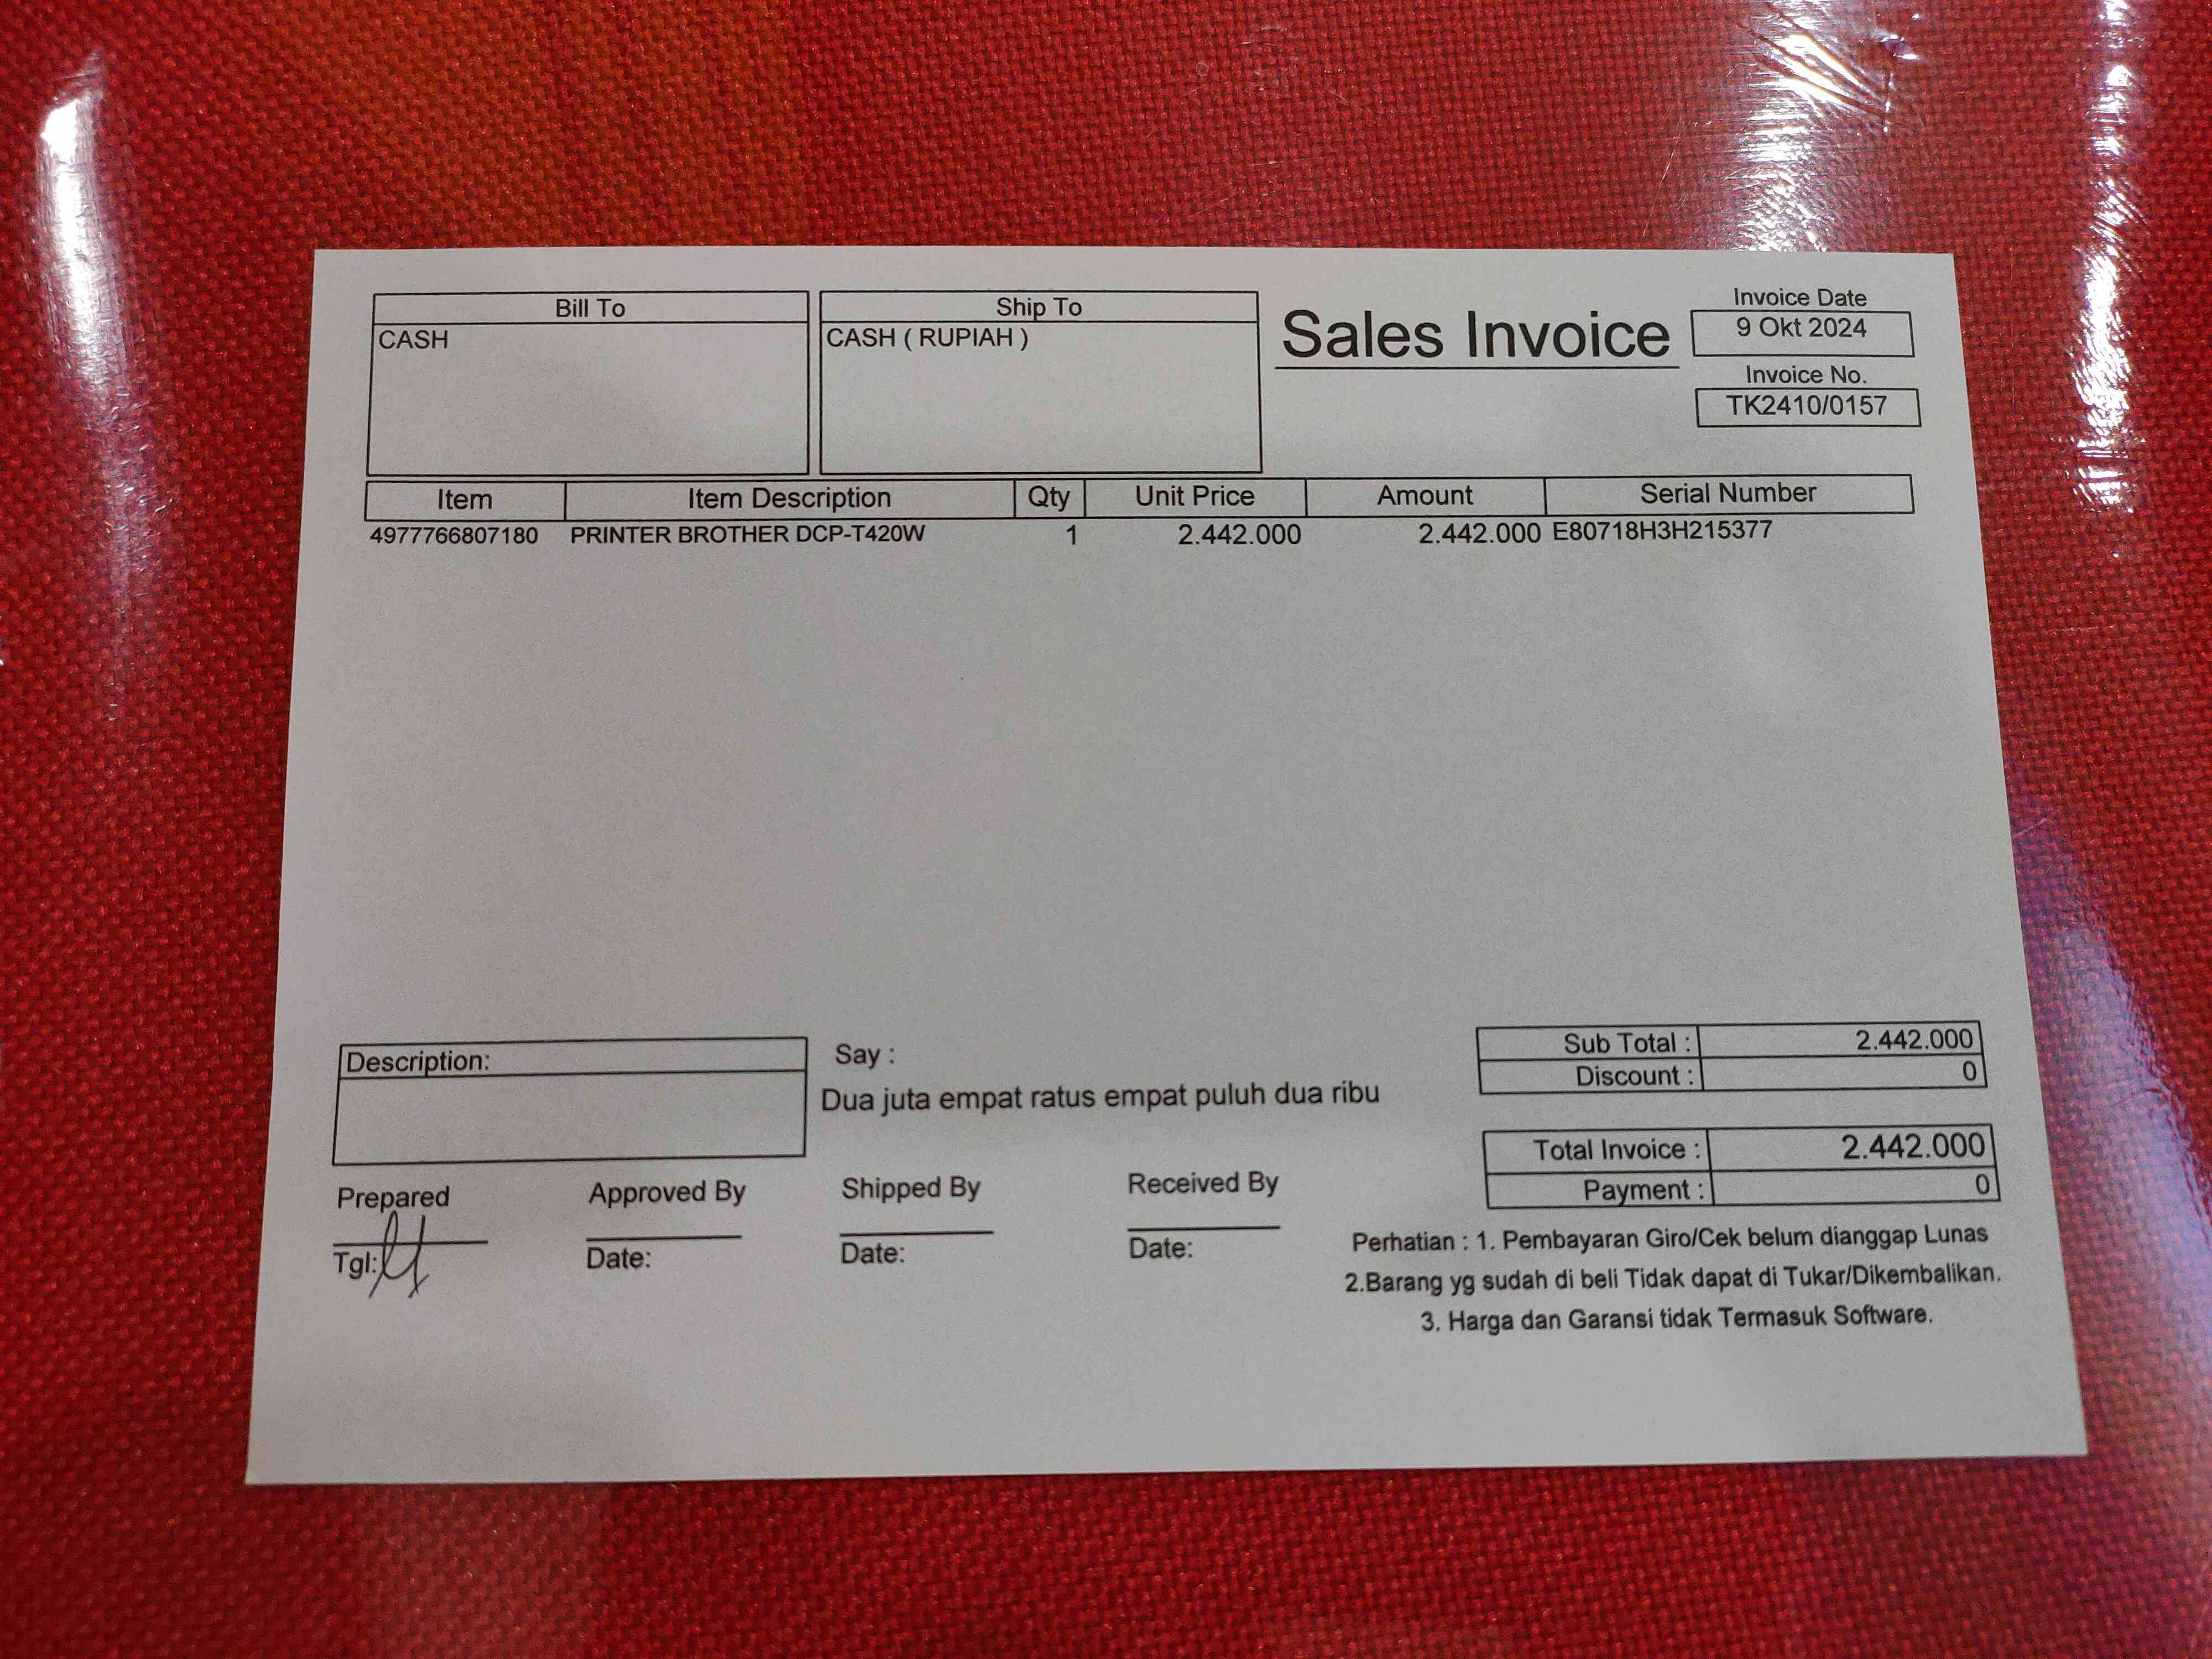 Bill To
CASH
Ship To
CASH ( RUPIAH )
Sales Invoice
Invoice Date
9 Okt 2024
Invoice No.
TK2410/0157
Item Item Description Qty Unit Price Amount Serial Number
4977766807180 PRINTER BROTHER DCP-T420W 1 2.442.000 2.442.000 E80718H3H215377
Description:
Say :
Dua juta empat ratus empat puluh dua ribu
Sub Total : 2.442.000
Discount : 0
Total Invoice : 2.442.000
Payment : 0
Prepared Approved By Shipped By Received By
Tgl: Date: Date: Date:
Perhatian : 1. Pembayaran Giro/Cek belum dianggap Lunas
2.Barang yg sudah di beli Tidak dapat di Tukar/Dikembalikan.
3. Harga dan Garansi tidak Termasuk Software.